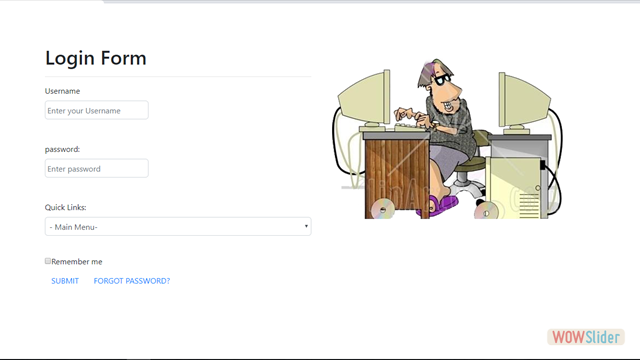 Login Form
Username
Enter your Username
password:
Enter password
Quick Links:
- Main Menu-
Remember me
SUBMIT FORGOT PASSWORD?
WOWSlider